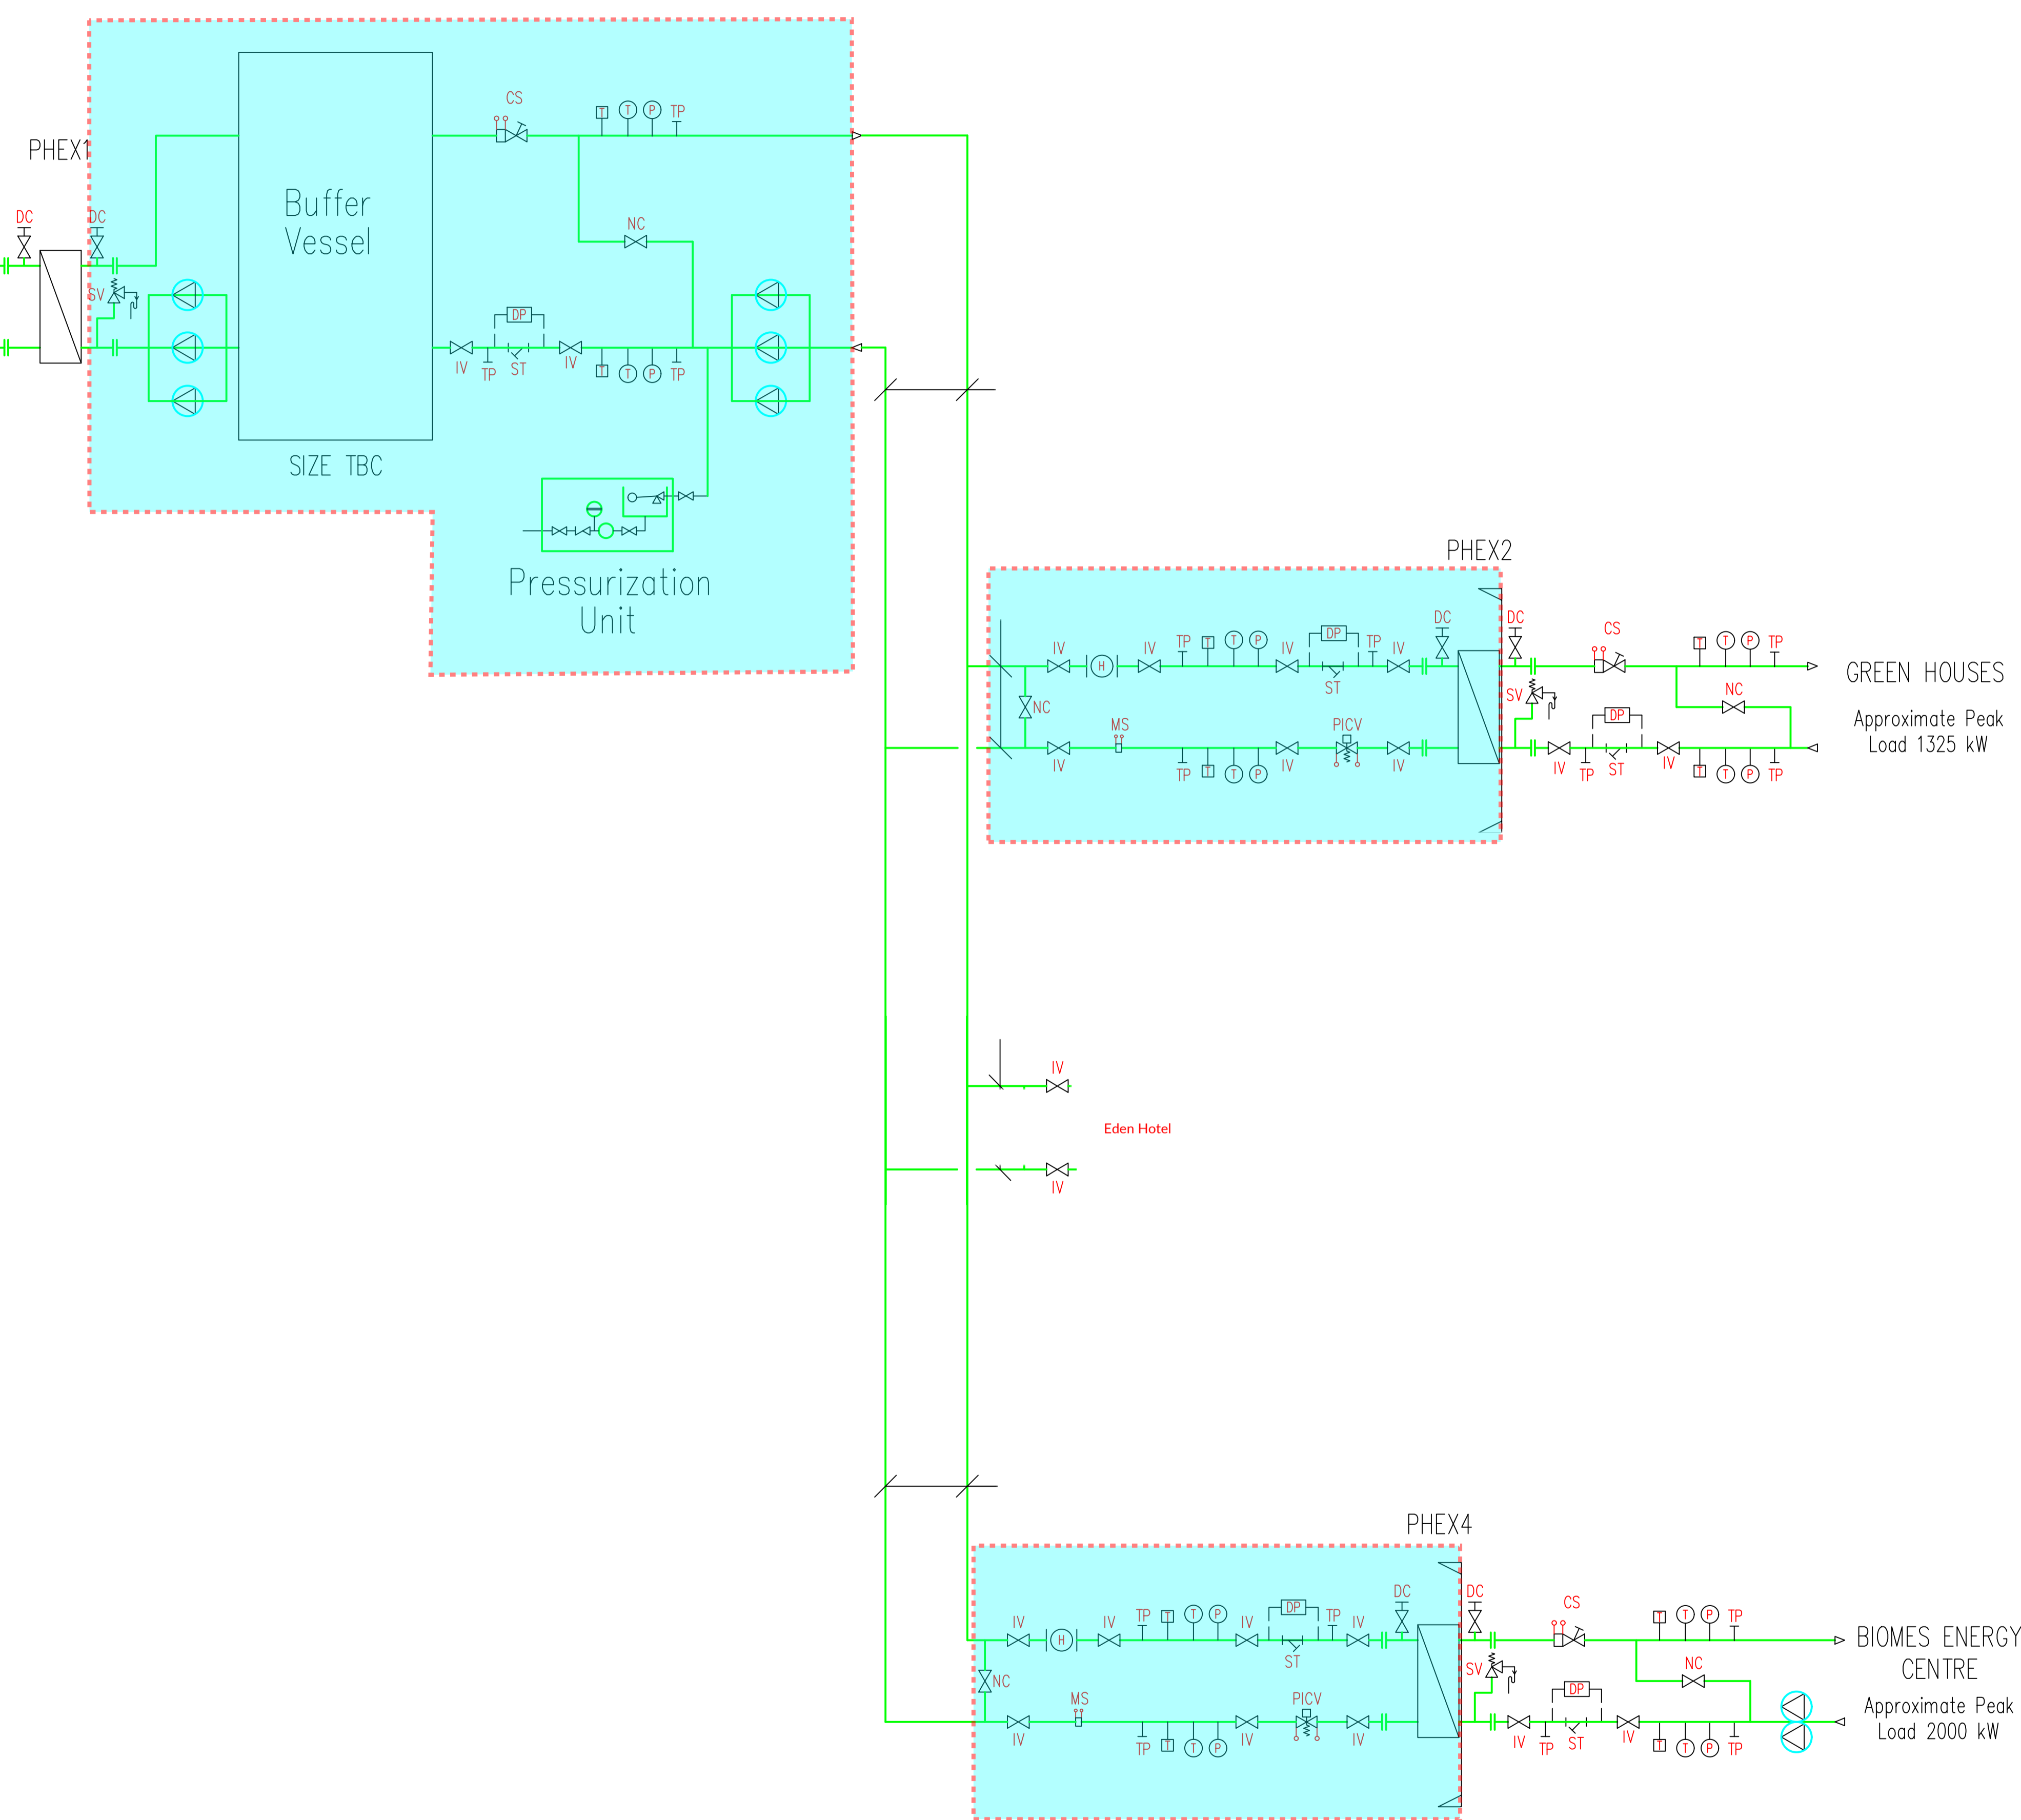 CS
T
T
P
TP
PHEX1
Buffer
Vessel
DC
DC
NC
SV
DP
IV
TP
ST
IV
T
T
P
TP
SIZE TBC
Pressurization
Unit
PHEX2
IV
H
IV
TP
T
T
P
IV
DP
TP
IV
DC
DC
CS
T
T
P
TP
ST
GREEN HOUSES
NC
MS
PICV
SV
DP
NC
Approximate Peak
Load 1325 kW
IV
TP
T
T
P
IV
IV
IV
TP
ST
IV
T
T
P
TP
IV
Eden Hotel
IV
PHEX4
IV
H
IV
TP
T
T
P
IV
DP
TP
IV
DC
DC
CS
T
T
P
TP
ST
BIOMES ENERGY
CENTRE
NC
MS
PICV
SV
DP
NC
Approximate Peak
Load 2000 kW
IV
TP
T
T
P
IV
IV
IV
TP
ST
IV
T
T
P
TP